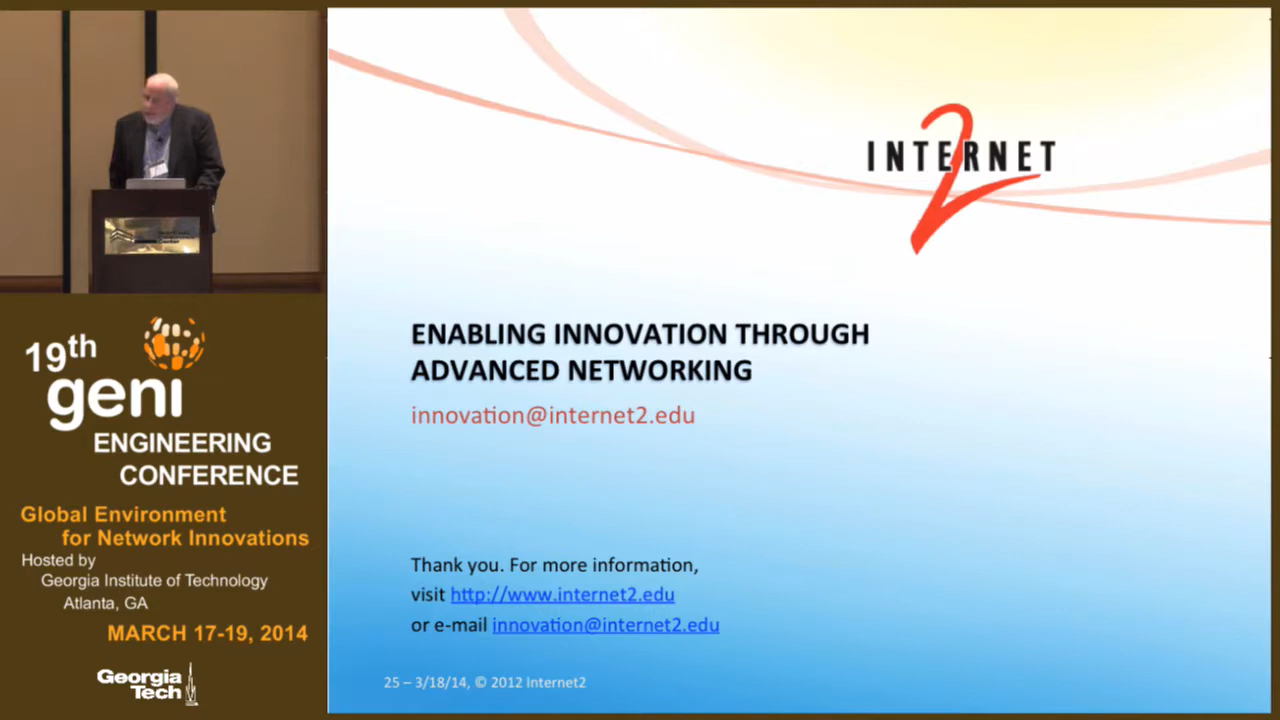 19th
geni
ENGINEERING
CONFERENCE
Global Environment
for Network Innovations
Hosted by
Georgia Institute of Technology
Atlanta, GA
MARCH 17-19, 2014
Georgia
Tech
INTERNET
2
ENABLING INNOVATION THROUGH
ADVANCED NETWORKING
innovation@internet2.edu
Thank you. For more information,
visit http://www.internet2.edu
or e-mail innovation@internet2.edu
25 – 3/18/14, © 2012 Internet2